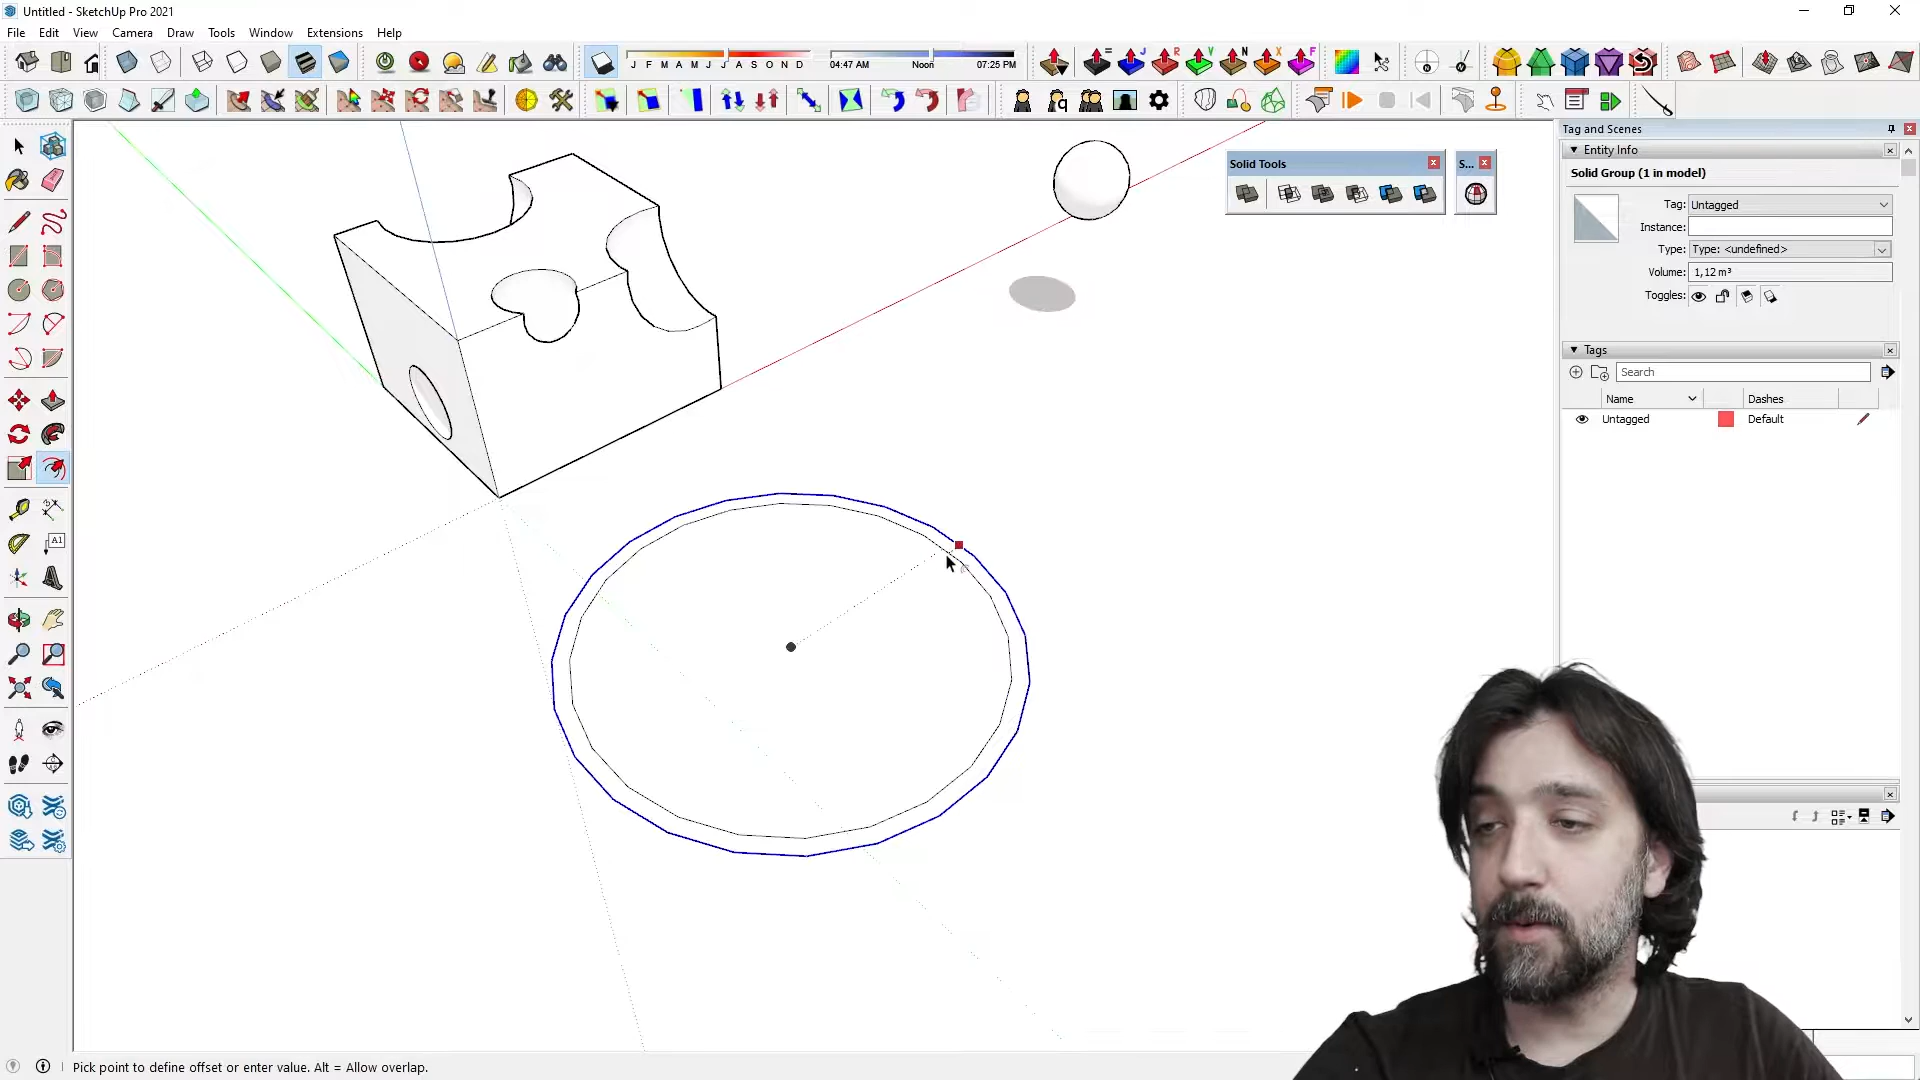 Untitled - SketchUp Pro 2021
File Edit View Camera Draw Tools Window Extensions Help
J F M A M J J A S O N D
04:47 AM Noon 07:25 PM
= J R V N X F
q
A1
Solid Tools
S...
Tag and Scenes
Entity Info
Solid Group (1 in model)
Tag: Untagged
Instance:
Type: Type: <undefined>
Volume: 1,12 m³
Toggles:
Tags
Search
Name Dashes
Untagged Default
Pick point to define offset or enter value. Alt = Allow overlap.